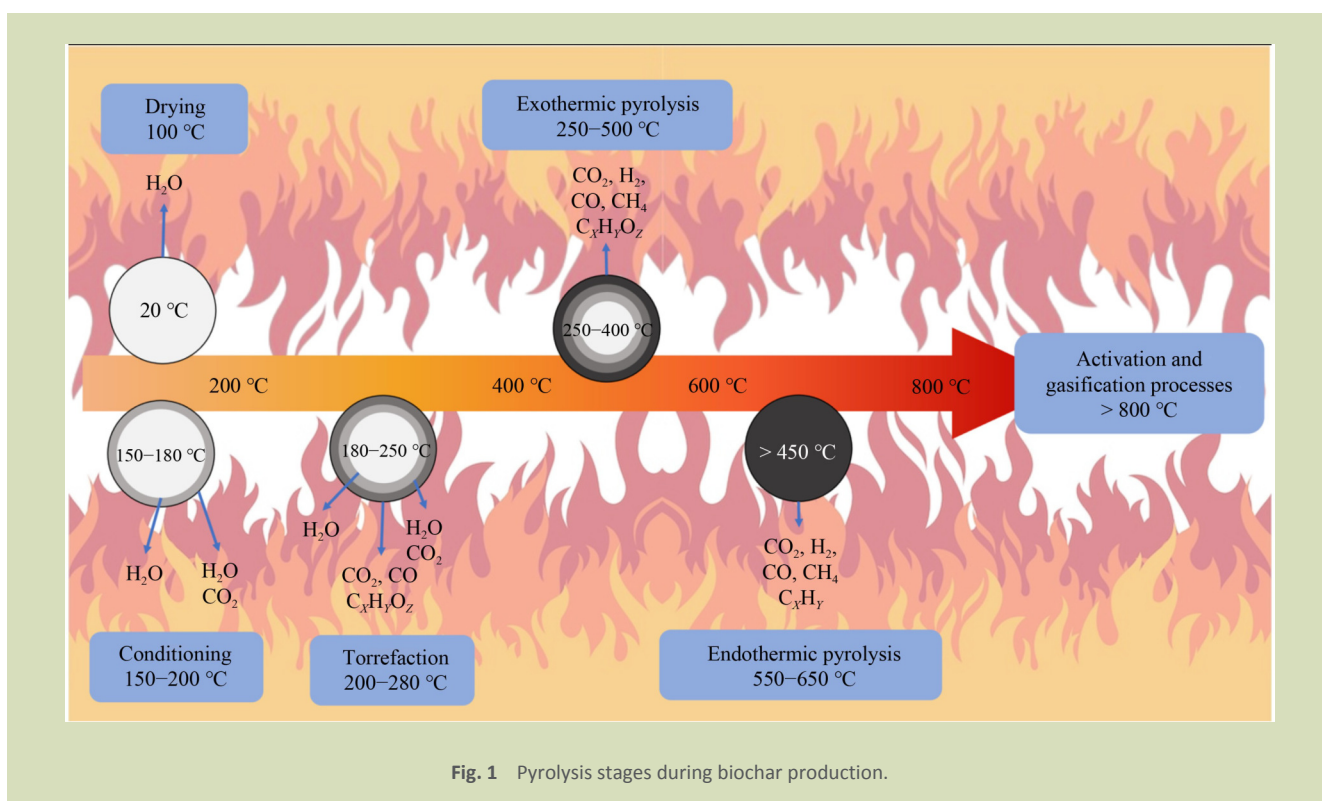 Drying
100 °C
H₂O
20 °C
Exothermic pyrolysis
250−500 °C
CO₂, H₂,
CO, CH₄
CₓHᵧO_Z
250−400 °C
200 °C
400 °C
600 °C
800 °C
Activation and
gasification processes
> 800 °C
150−180 °C
H₂O
H₂O
CO₂
Conditioning
150−200 °C
180−250 °C
H₂O
CO₂, CO
CₓHᵧO_Z
H₂O
CO₂
Torrefaction
200−280 °C
> 450 °C
CO₂, H₂,
CO, CH₄
CₓHᵧ
Endothermic pyrolysis
550−650 °C
Fig. 1 Pyrolysis stages during biochar production.